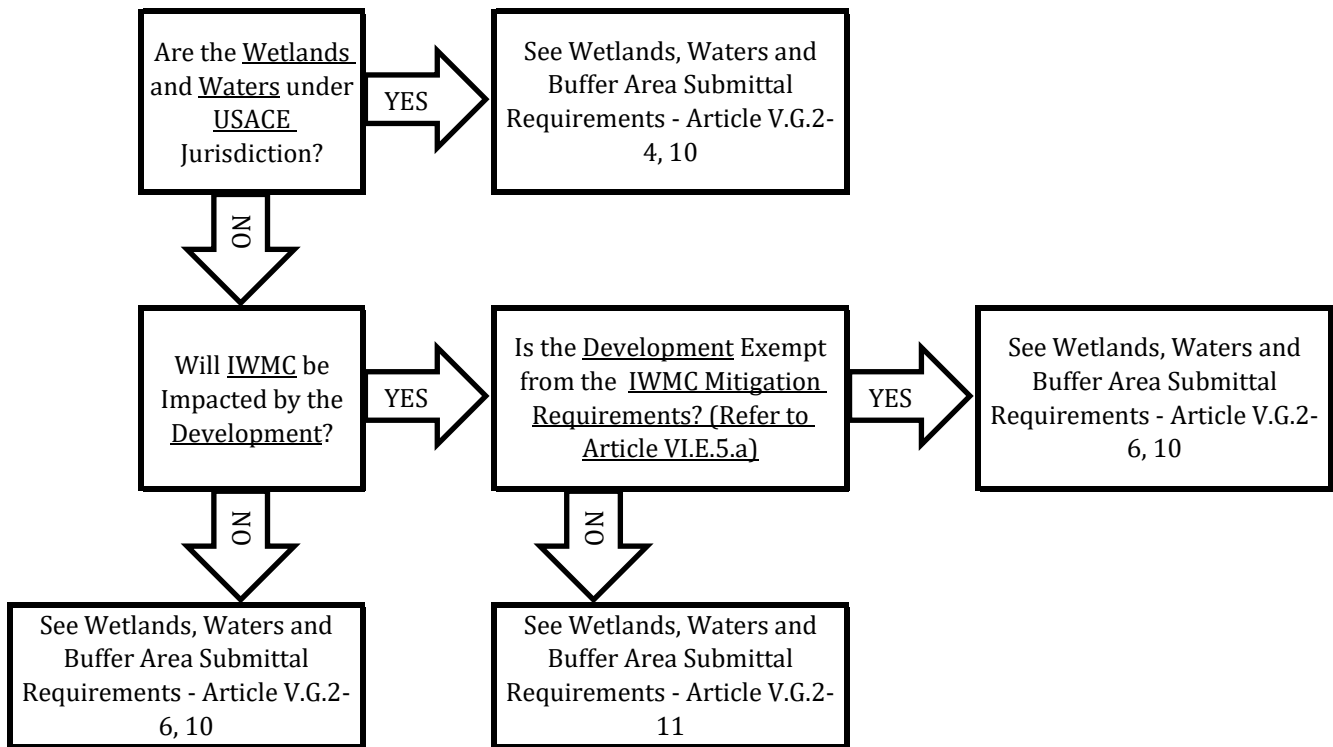 Are the Wetlands
and Waters under
USACE
Jurisdiction?
YES
See Wetlands, Waters and
Buffer Area Submittal
Requirements - Article V.G.2-
4, 10
NO
Will IWMC be
Impacted by the
Development?
YES
Is the Development Exempt
from the IWMC Mitigation
Requirements? (Refer to
Article VI.E.5.a)
YES
See Wetlands, Waters and
Buffer Area Submittal
Requirements - Article V.G.2-
6, 10
NO
NO
See Wetlands, Waters and
Buffer Area Submittal
Requirements - Article V.G.2-
6, 10
See Wetlands, Waters and
Buffer Area Submittal
Requirements - Article V.G.2-
11